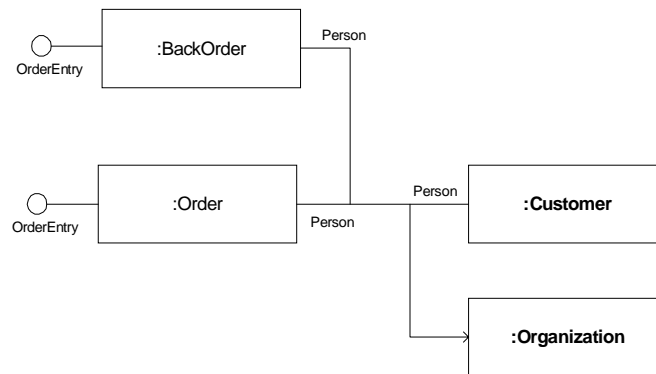 Person
:BackOrder
OrderEntry
Person
:Order
:Customer
Person
OrderEntry
:Organization